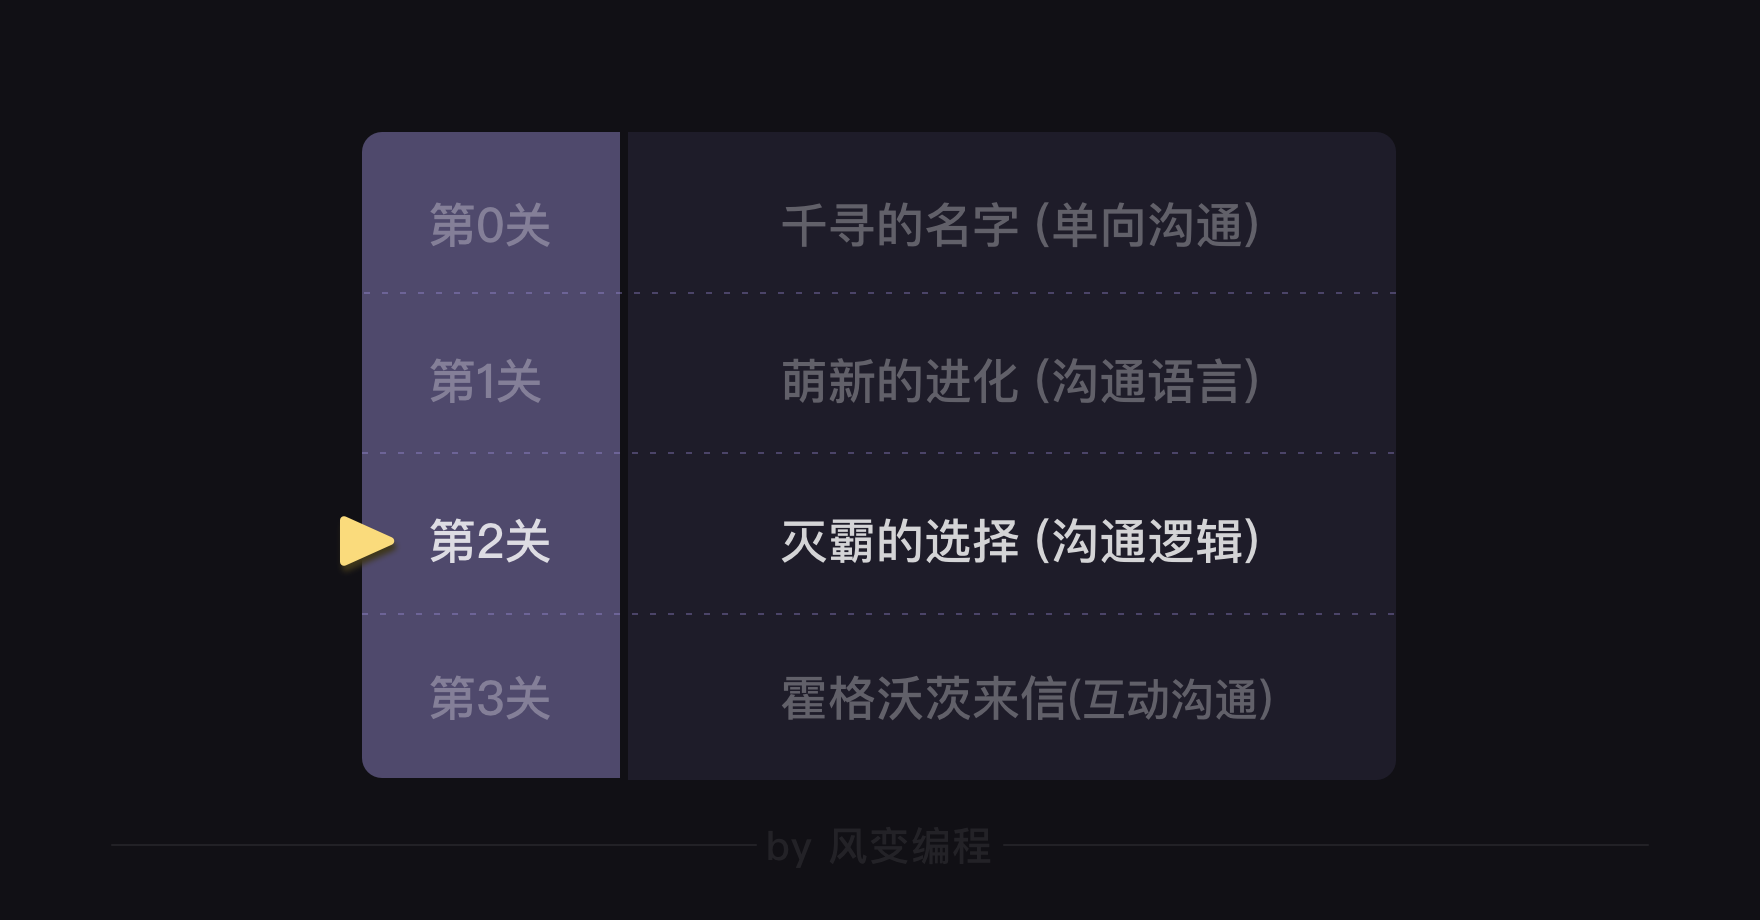 第0关 千寻的名字 (单向沟通)
第1关 萌新的进化 (沟通语言)
第2关 灭霸的选择 (沟通逻辑)
第3关 霍格沃茨来信(互动沟通)
by 风变编程